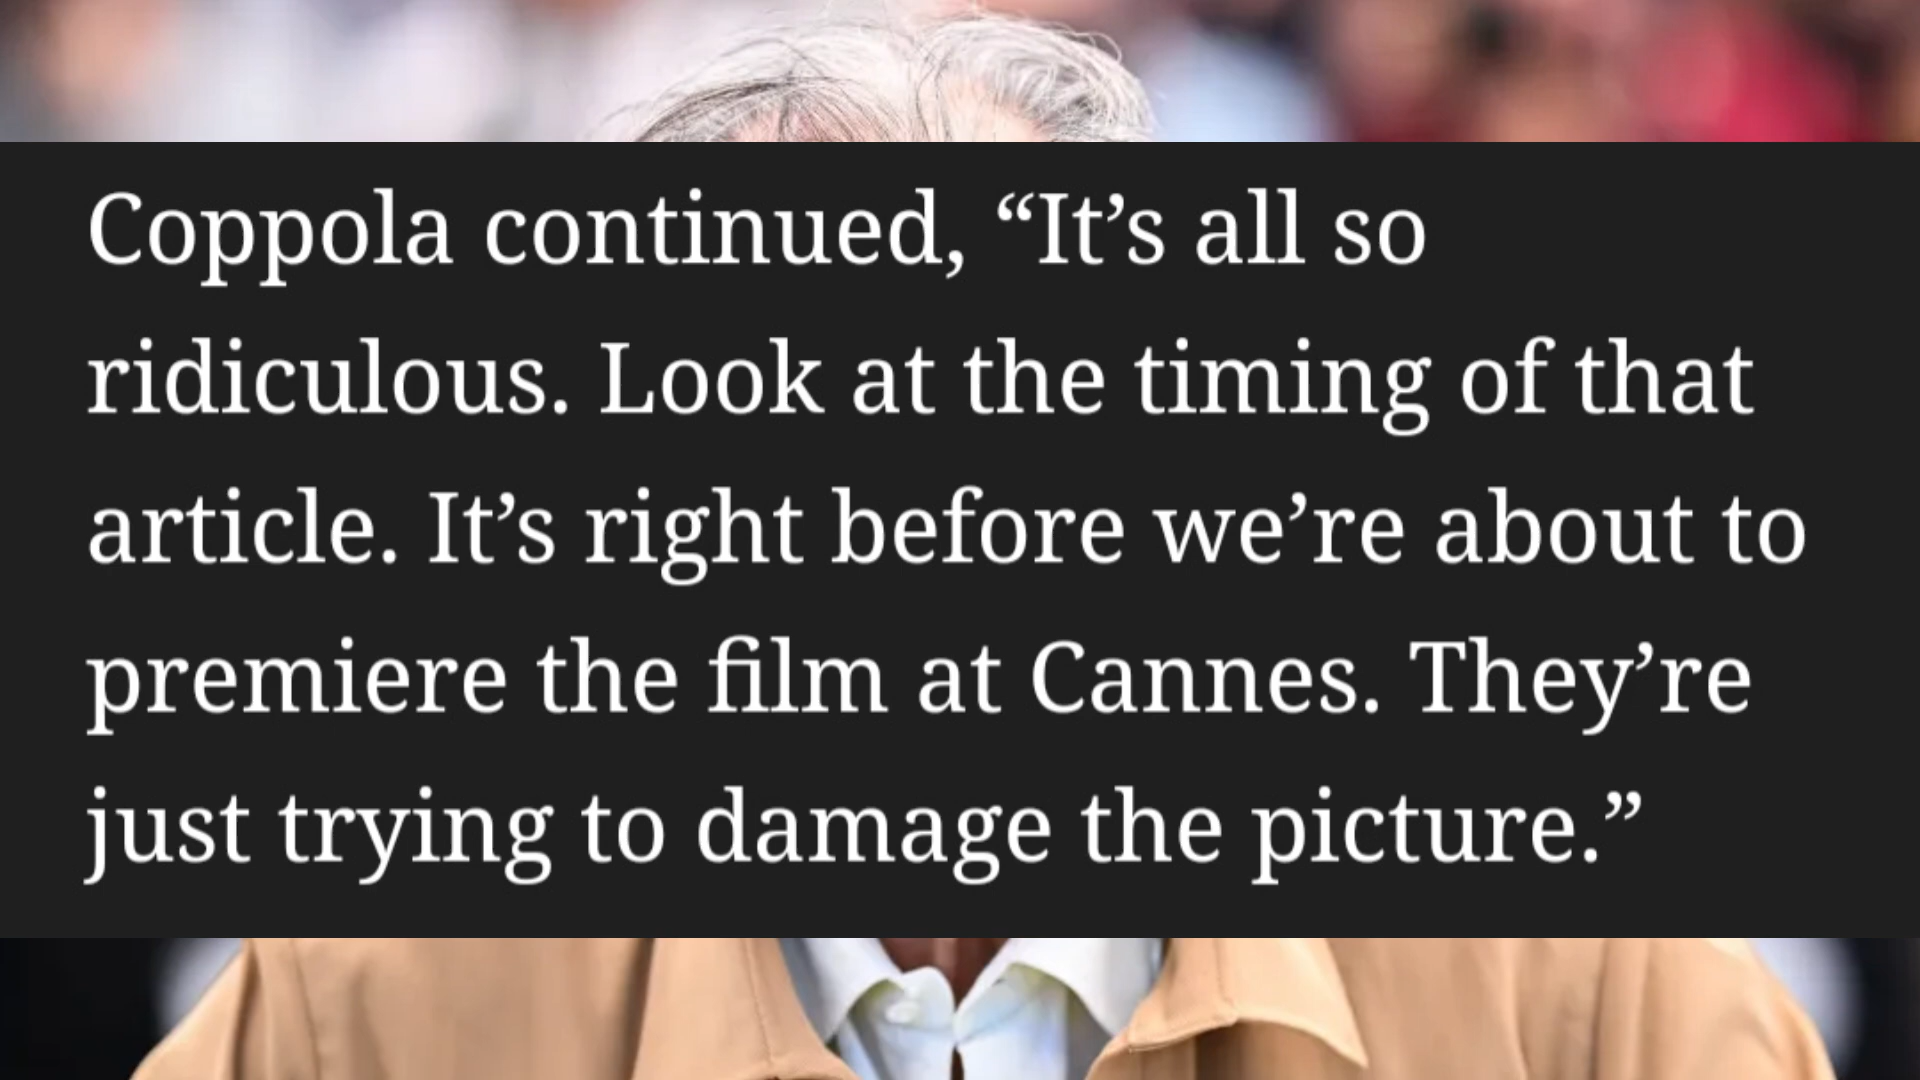 Coppola continued, “It’s all so
ridiculous. Look at the timing of that
article. It’s right before we’re about to
premiere the film at Cannes. They’re
just trying to damage the picture.”